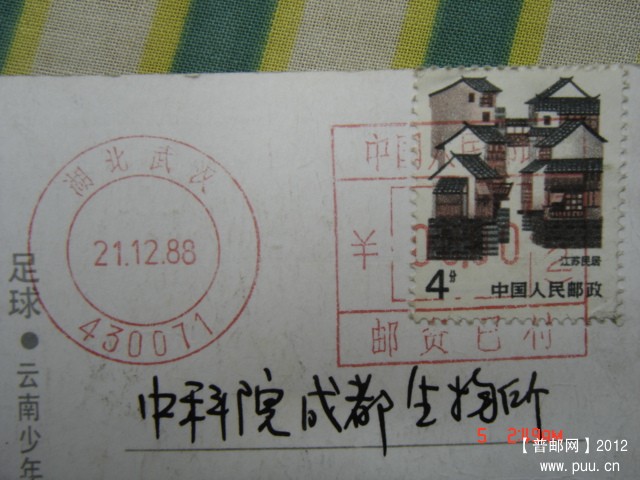 湖北武汉
21.12.88
430071
中国人民邮政
¥
江苏民居
4分
中国人民邮政
邮资已付
足球●云南少年
中科院成都生物所
【普邮网】2012
www.puu.cn